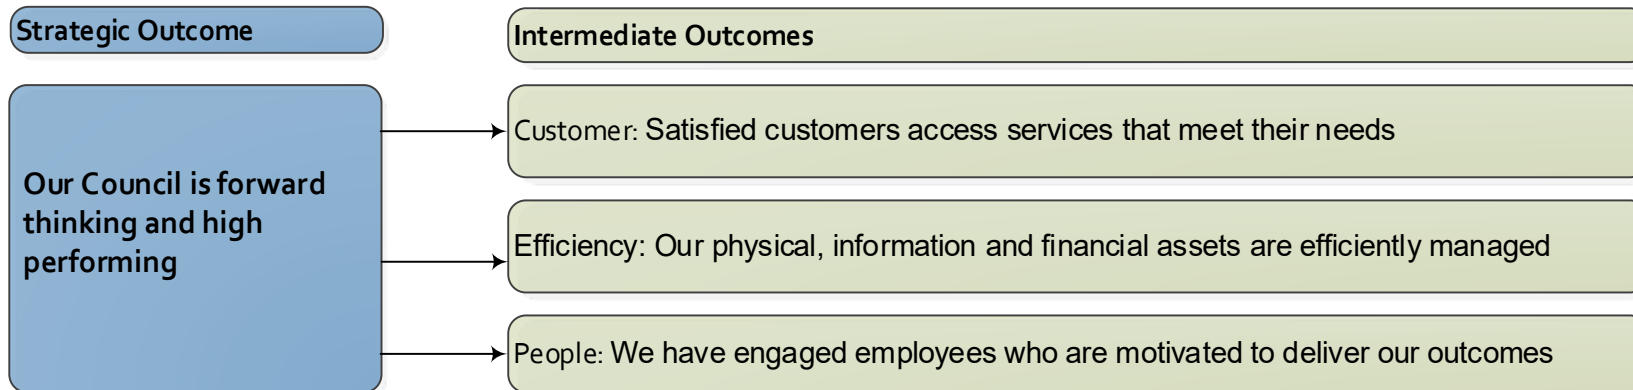 Strategic Outcome
Intermediate Outcomes
Our Council is forward
thinking and high
performing
Customer: Satisfied customers access services that meet their needs
Efficiency: Our physical, information and financial assets are efficiently managed
People: We have engaged employees who are motivated to deliver our outcomes